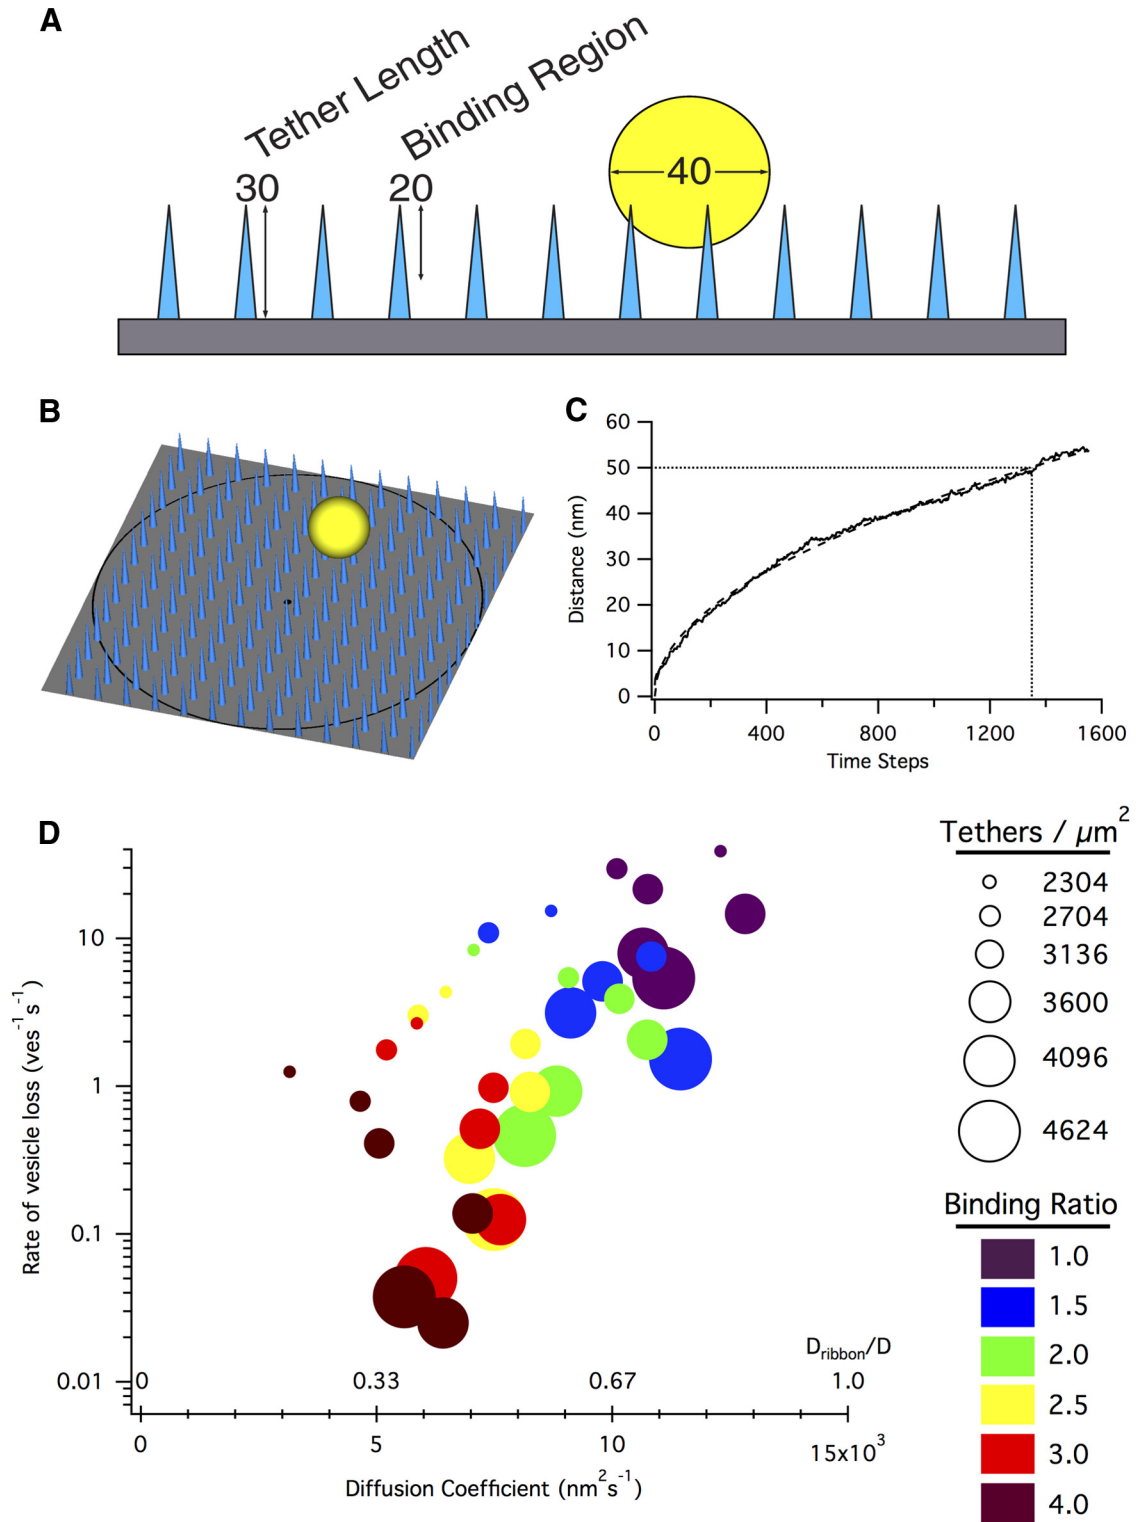 A
Tether Length
Binding Region
30
20
40
B
C
60
50
40
30
20
10
0
Distance (nm)
0 400 800 1200 1600
Time Steps
D
10
1
0.1
0.01
Rate of vesicle loss (ves⁻¹ s⁻¹)
D_ribbon/D
0 0.33 0.67 1.0
0 5 10 15x10³
Diffusion Coefficient (nm²s⁻¹)
Tethers / μm²
2304
2704
3136
3600
4096
4624
Binding Ratio
1.0
1.5
2.0
2.5
3.0
4.0